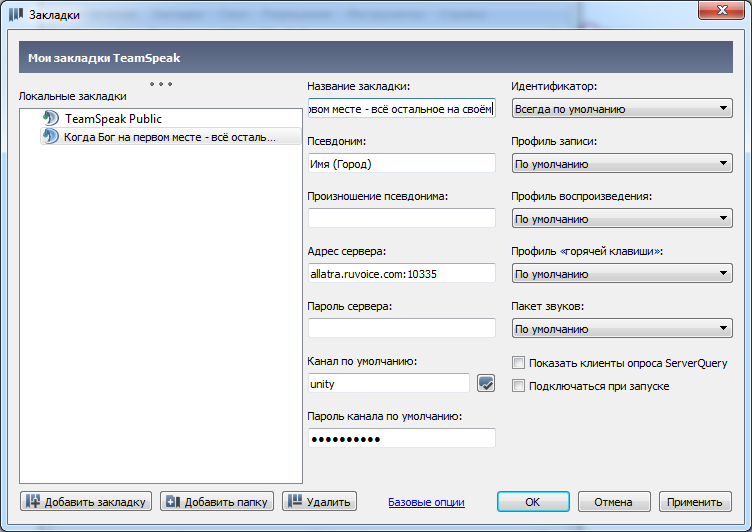 Закладки
Мои закладки TeamSpeak
Локальные закладки
TeamSpeak Public
Когда Бог на первом месте - всё осталь...
Название закладки:
рвом месте - всё остальное на своём
Псевдоним:
Имя (Город)
Произношение псевдонима:
Адрес сервера:
allatra.ruvoice.com:10335
Пароль сервера:
Канал по умолчанию:
unity
Пароль канала по умолчанию:
●●●●●●●●●●
Идентификатор:
Всегда по умолчанию
Профиль записи:
По умолчанию
Профиль воспроизведения:
По умолчанию
Профиль «горячей клавиши»:
По умолчанию
Пакет звуков:
По умолчанию
Показать клиенты опроса ServerQuery
Подключаться при запуске
Добавить закладку
Добавить папку
Удалить
Базовые опции
OK
Отмена
Применить